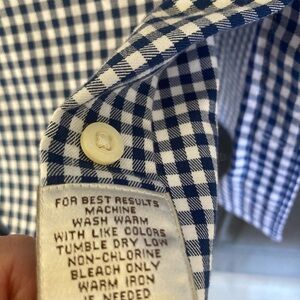 FOR BEST RESULTS
MACHINE
WASH WARM
WITH LIKE COLORS
TUMBLE DRY LOW
NON-CHLORINE
BLEACH ONLY
WARM IRON
IF NEEDED